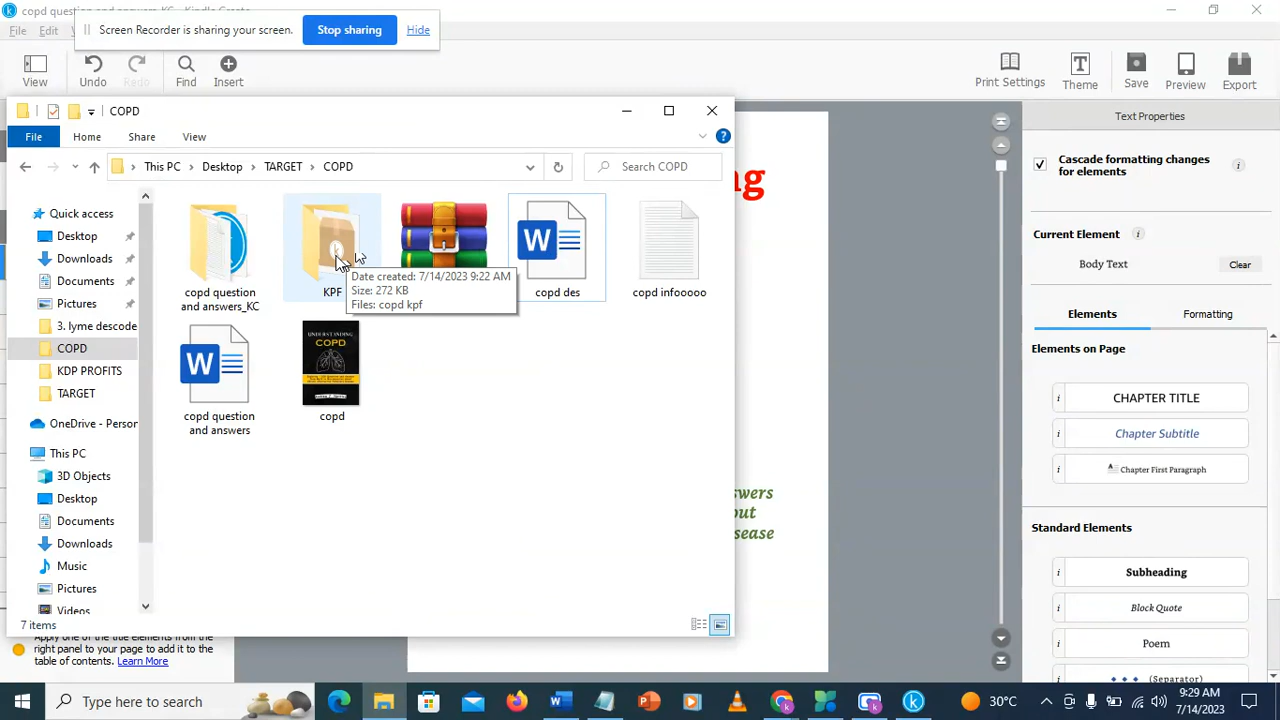 copd question and answers_KC - Kindle Create
Screen Recorder is sharing your screen.
Stop sharing
Hide
File
Edit
View
Undo
Redo
Find
Insert
Print Settings
Theme
Save
Preview
Export
COPD
File
Home
Share
View
This PC
Desktop
TARGET
COPD
Search COPD
Quick access
Desktop
Downloads
Documents
Pictures
3. lyme descode
COPD
KDP PROFITS
TARGET
OneDrive - Person
This PC
3D Objects
Desktop
Documents
Downloads
Music
Pictures
Videos
copd question
and answers_KC
KPF
Date created: 7/14/2023 9:22 AM
Size: 272 KB
Files: copd kpf
copd des
copd infooooo
copd question
and answers
UNDERSTANDING
COPD
copd
7 items
ng
swers
out
sease
Apply one of the title elements from the
right panel to your page to add it to the
table of contents. Learn More
Text Properties
Cascade formatting changes
for elements
Current Element
Body Text
Clear
Elements
Formatting
Elements on Page
CHAPTER TITLE
Chapter Subtitle
Chapter First Paragraph
Standard Elements
Subheading
Block Quote
Poem
(Separator)
Type here to search
30°C
9:29 AM
7/14/2023